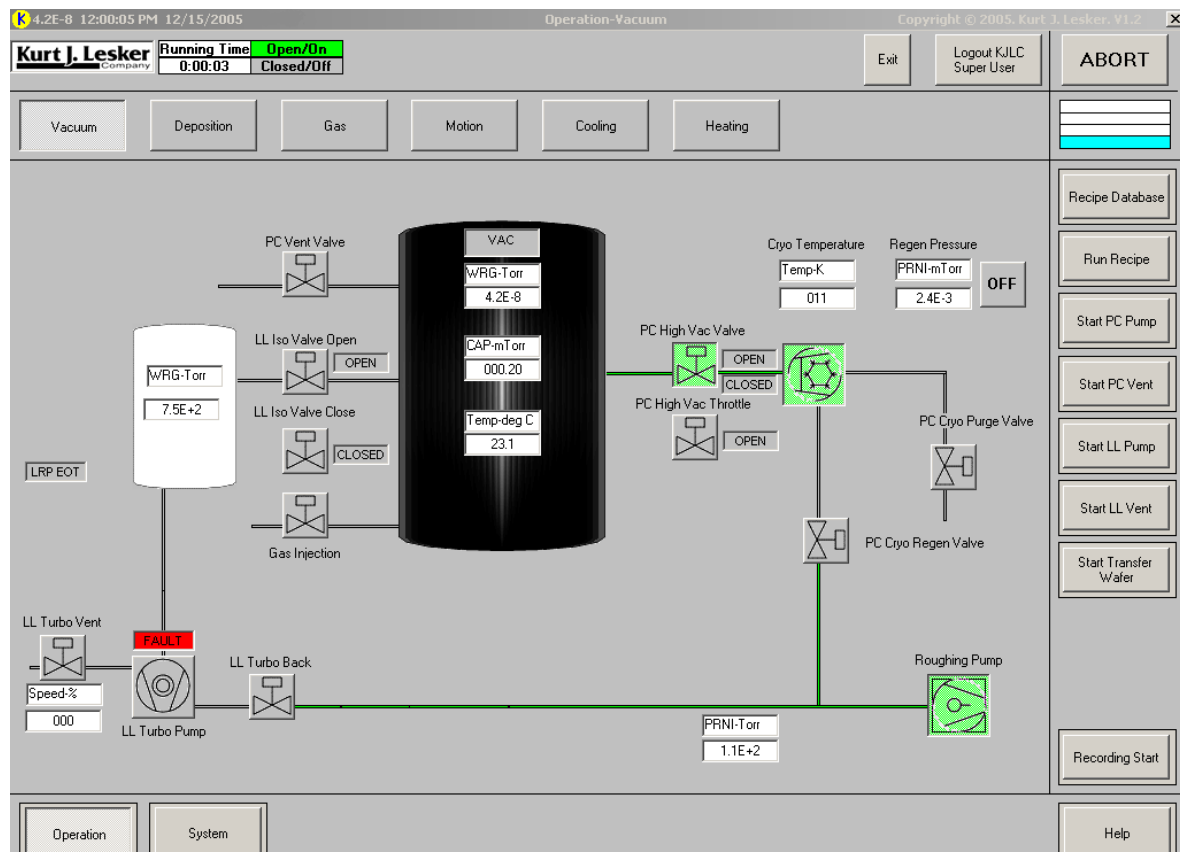 4.2E-8 12:00:05 PM 12/15/2005
Operation-Vacuum
Copyright © 2005. Kurt J. Lesker. V1.2
Kurt J. Lesker
Company
Running Time
0:00:03
Open/On
Closed/Off
Exit
Logout KJLC
Super User
ABORT
Vacuum
Deposition
Gas
Motion
Cooling
Heating
Recipe Database
Run Recipe
Start PC Pump
Start PC Vent
Start LL Pump
Start LL Vent
Start Transfer
Wafer
Recording Start
PC Vent Valve
VAC
WRG-Torr
4.2E-8
CAP-mTorr
000.20
Temp-deg C
23.1
Cryo Temperature
Temp-K
011
Regen Pressure
PRNI-mTorr
2.4E-3
OFF
LL Iso Valve Open
OPEN
WRG-Torr
7.5E+2
LL Iso Valve Close
CLOSED
LRP EOT
Gas Injection
PC High Vac Valve
OPEN
CLOSED
PC High Vac Throttle
OPEN
PC Cryo Purge Valve
PC Cryo Regen Valve
LL Turbo Vent
FAULT
Speed-%
000
LL Turbo Pump
LL Turbo Back
Roughing Pump
PRNI-Torr
1.1E+2
Operation
System
Help